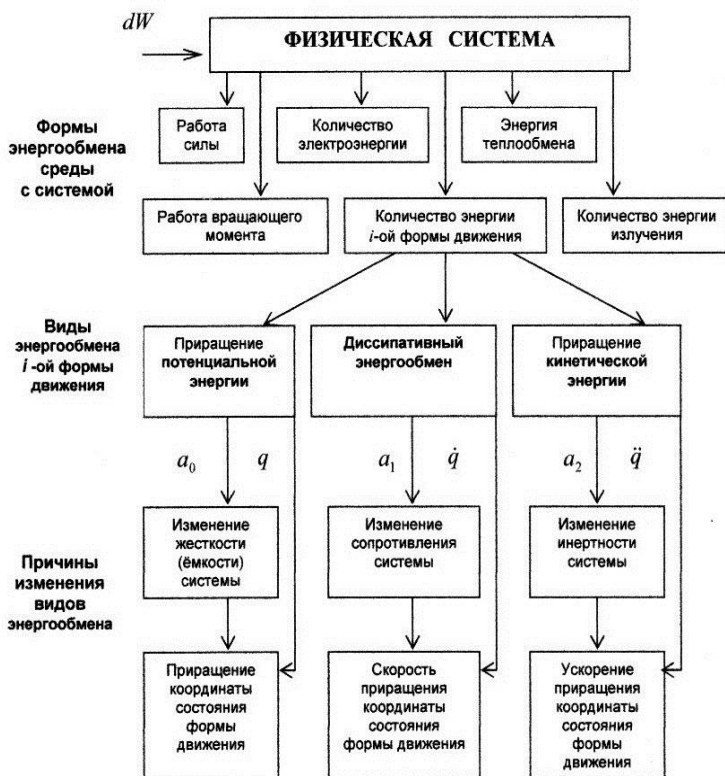 dW
ФИЗИЧЕСКАЯ СИСТЕМА
Формы
энергообмена
среды
с системой
Работа
силы
Количество
электроэнергии
Энергия
теплообмена
Работа вращающего
момента
Количество энергии
i-ой формы движения
Количество энергии
излучения
Виды
энергообмена
i -ой формы
движения
Приращение
потенциальной
энергии
Диссипативный
энергообмен
Приращение
кинетической
энергии
a₀ q
a₁ q̇
a₂ q̈
Причины
изменения
видов
энергообмена
Изменение
жесткости
(ёмкости)
системы
Изменение
сопротивления
системы
Изменение
инертности
системы
Приращение
координаты
состояния
формы
движения
Скорость
приращения
координаты
состояния
формы движения
Ускорение
приращения
координаты
состояния
формы
движения